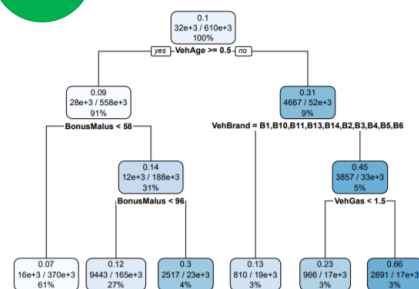 0.1
32e+3 / 610e+3
100%
yes VehAge >= 0.5 no
0.09
28e+3 / 558e+3
91%
0.31
4667 / 52e+3
9%
BonusMalus < 58
VehBrand = B1,B10,B11,B13,B14,B2,B3,B4,B5,B6
0.14
12e+3 / 188e+3
31%
0.45
3857 / 33e+3
5%
BonusMalus < 96
VehGas < 1.5
0.07
16e+3 / 370e+3
61%
0.12
9443 / 165e+3
27%
0.3
2517 / 23e+3
4%
0.13
810 / 19e+3
3%
0.23
966 / 17e+3
3%
0.66
2891 / 17e+3
3%